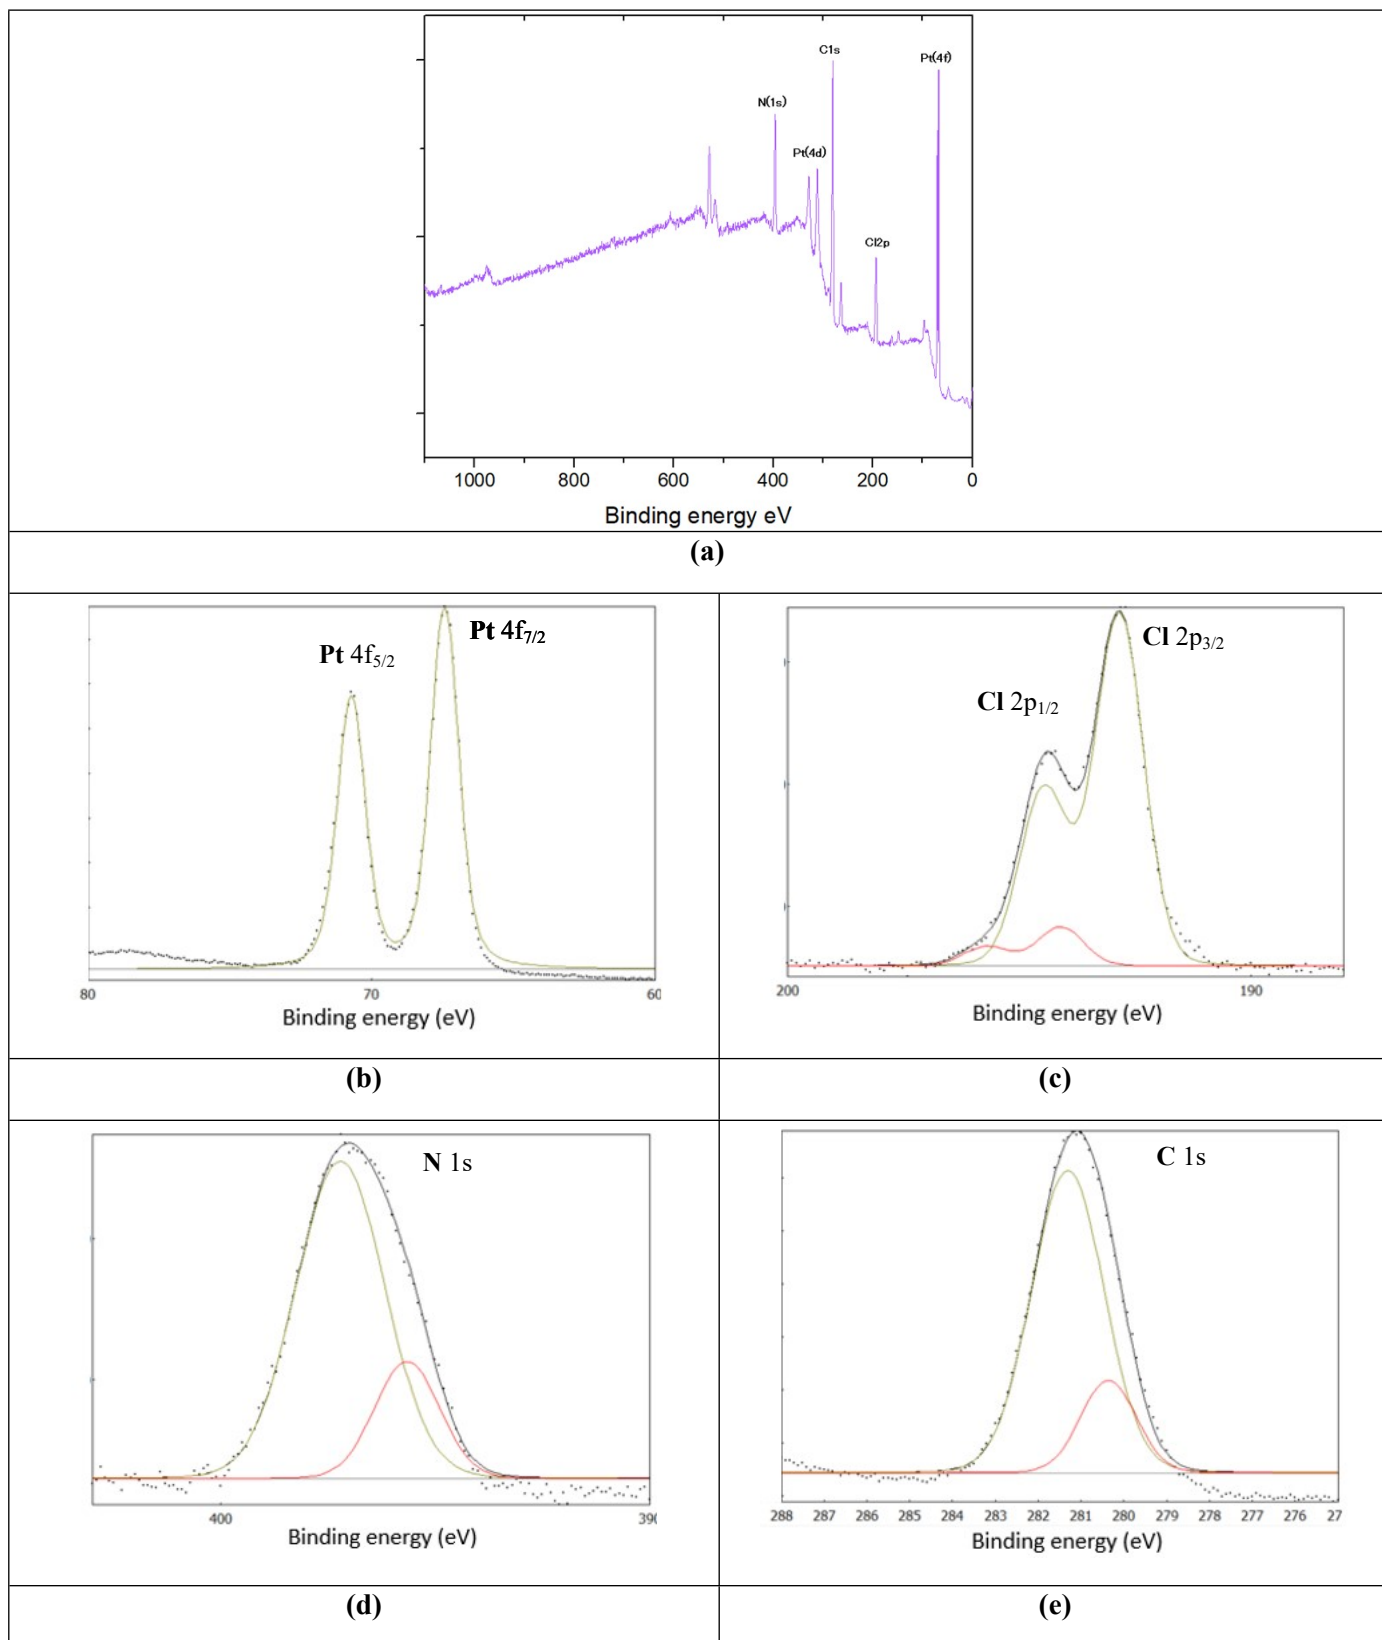 C1s
Pt(4f)
N(1s)
Pt(4d)
Cl2p
1000 800 600 400 200 0
Binding energy eV
(a)
Pt 4f7/2
Pt 4f5/2
80 70 60
Binding energy (eV)
Cl 2p3/2
Cl 2p1/2
200 190
Binding energy (eV)
(b) (c)
N 1s
400 390
Binding energy (eV)
C 1s
288 287 286 285 284 283 282 281 280 279 278 277 276 27
Binding energy (eV)
(d) (e)